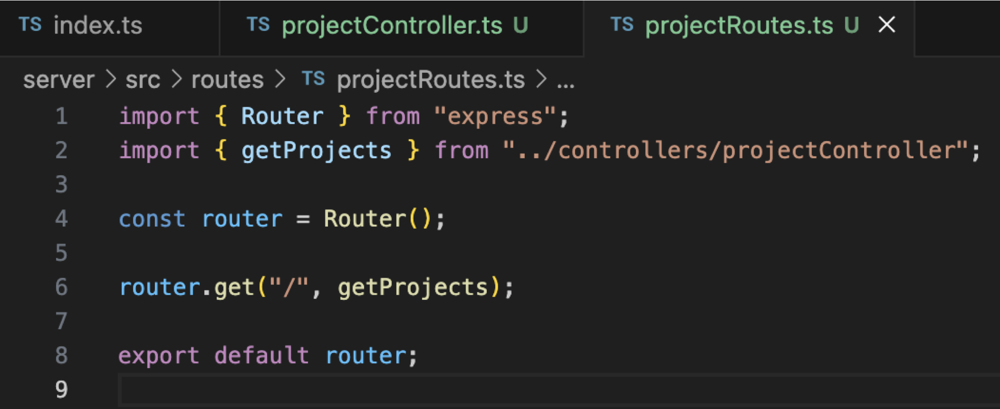 TS index.ts TS projectController.ts U TS projectRoutes.ts U
server > src > routes > TS projectRoutes.ts > ...
1 import { Router } from "express";
2 import { getProjects } from "../controllers/projectController";
3
4 const router = Router();
5
6 router.get("/", getProjects);
7
8 export default router;
9